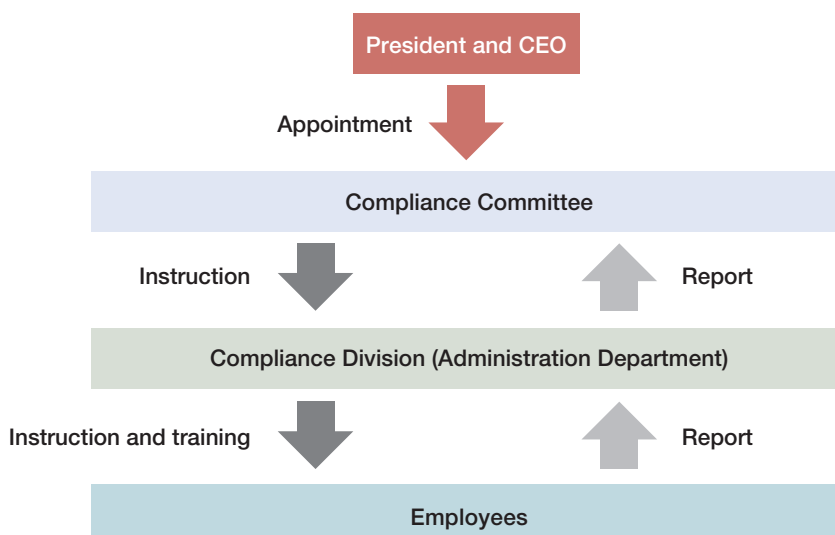 President and CEO
Appointment
Compliance Committee
Instruction
Report
Compliance Division (Administration Department)
Instruction and training
Report
Employees